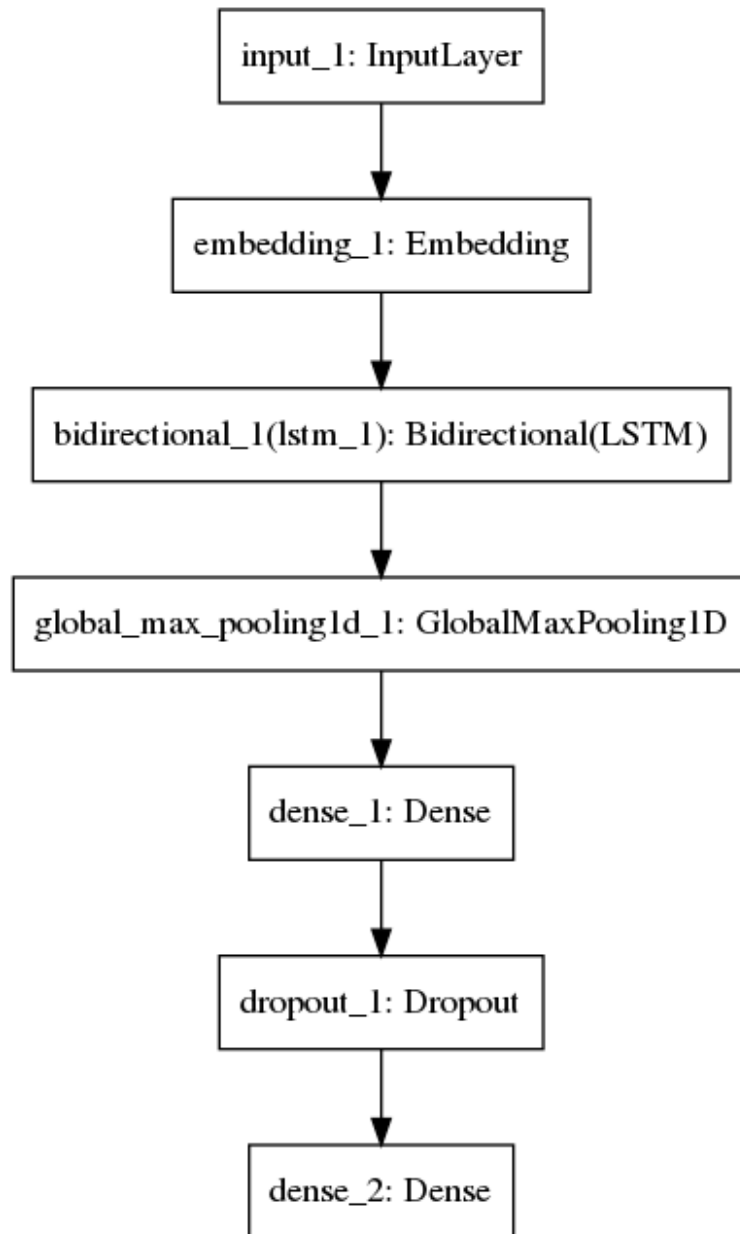 input_1: InputLayer
embedding_1: Embedding
bidirectional_1(lstm_1): Bidirectional(LSTM)
global_max_pooling1d_1: GlobalMaxPooling1D
dense_1: Dense
dropout_1: Dropout
dense_2: Dense